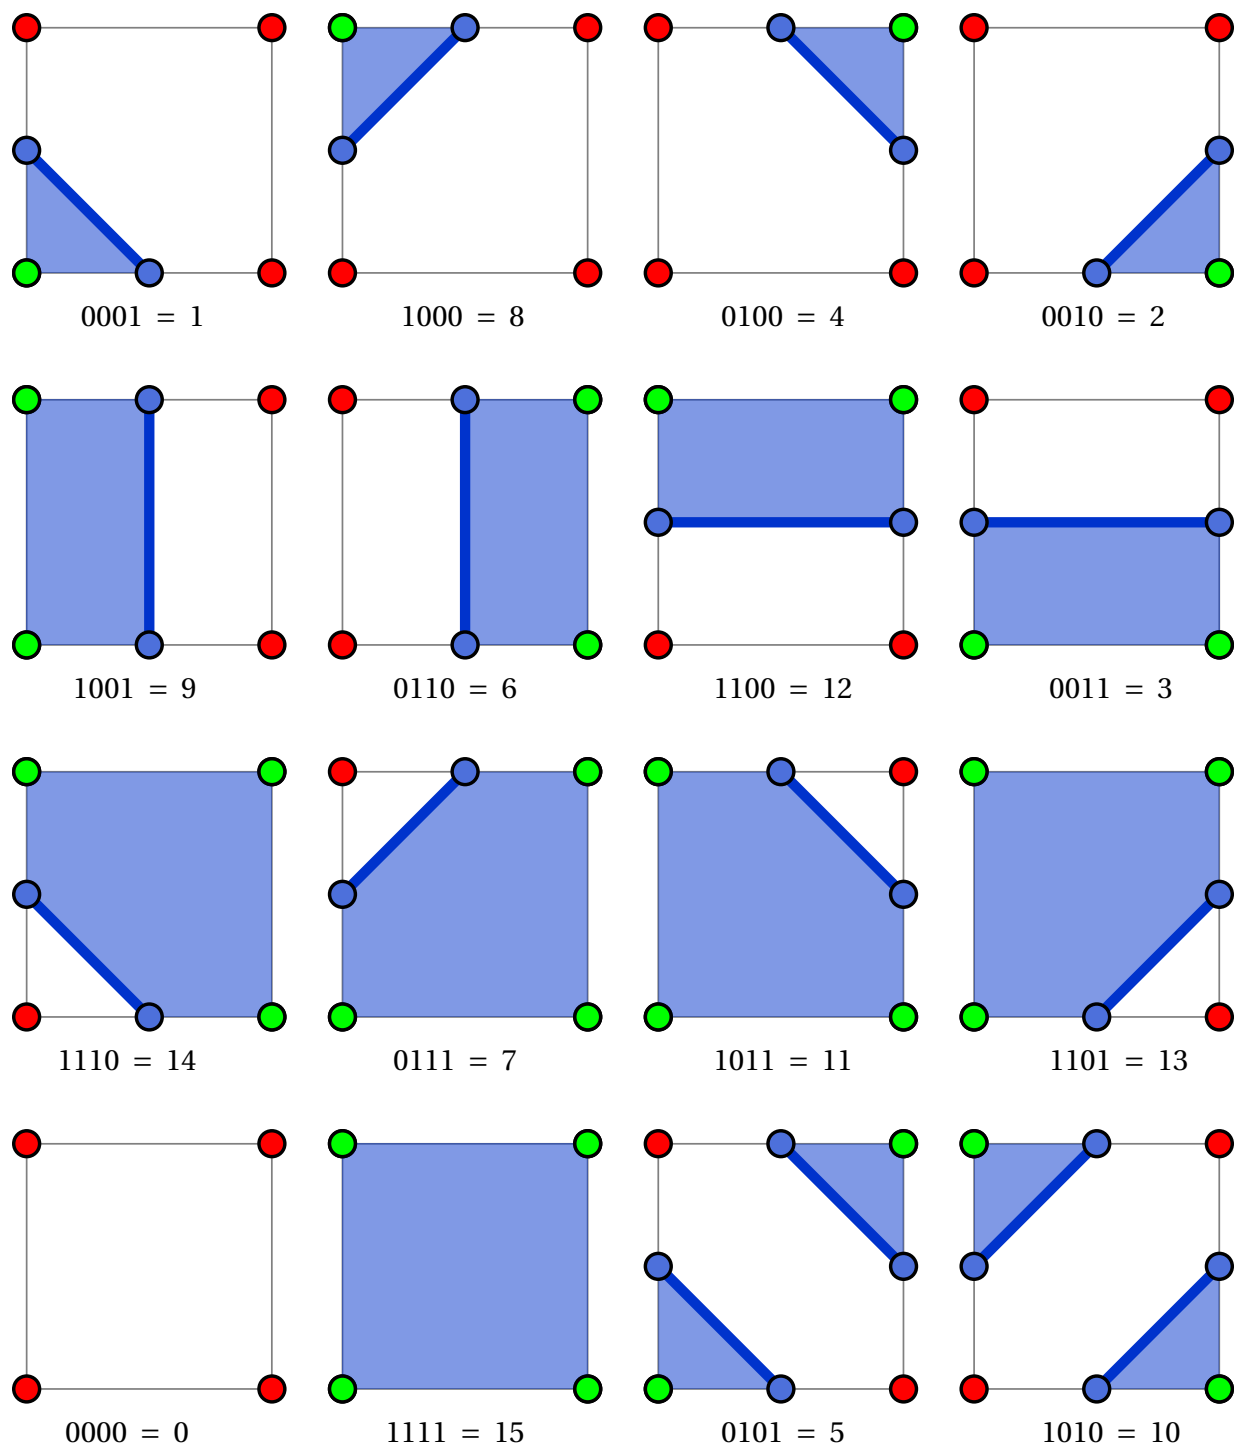 0001 = 1
1000 = 8
0100 = 4
0010 = 2
1001 = 9
0110 = 6
1100 = 12
0011 = 3
1110 = 14
0111 = 7
1011 = 11
1101 = 13
0000 = 0
1111 = 15
0101 = 5
1010 = 10